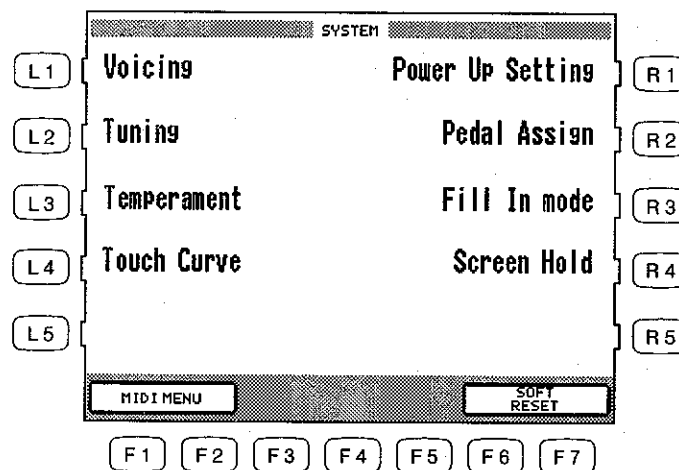 SYSTEM
L1 Voicing Power Up Setting R1
L2 Tuning Pedal Assign R2
L3 Temperament Fill In mode R3
L4 Touch Curve Screen Hold R4
L5 R5
MIDI MENU SOFT RESET
F1 F2 F3 F4 F5 F6 F7